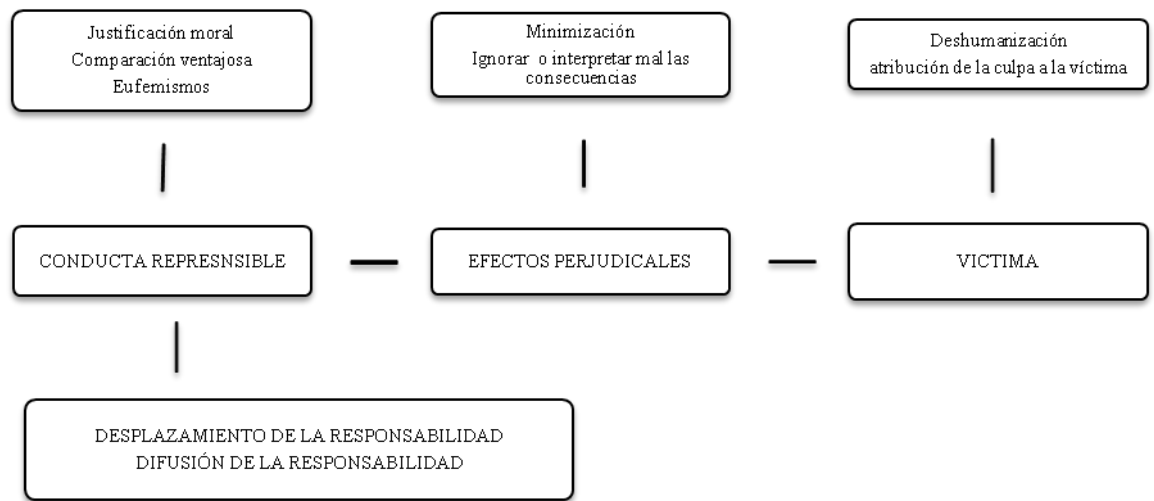 Justificación moral
Comparación ventajosa
Eufemismos
Minimización
Ignorar o interpretar mal las
consecuencias
Deshumanización
atribución de la culpa a la víctima
CONDUCTA REPRESNSIBLE
EFECTOS PERJUDICALES
VICTIMA
DESPLAZAMIENTO DE LA RESPONSABILIDAD
DIFUSIÓN DE LA RESPONSABILIDAD